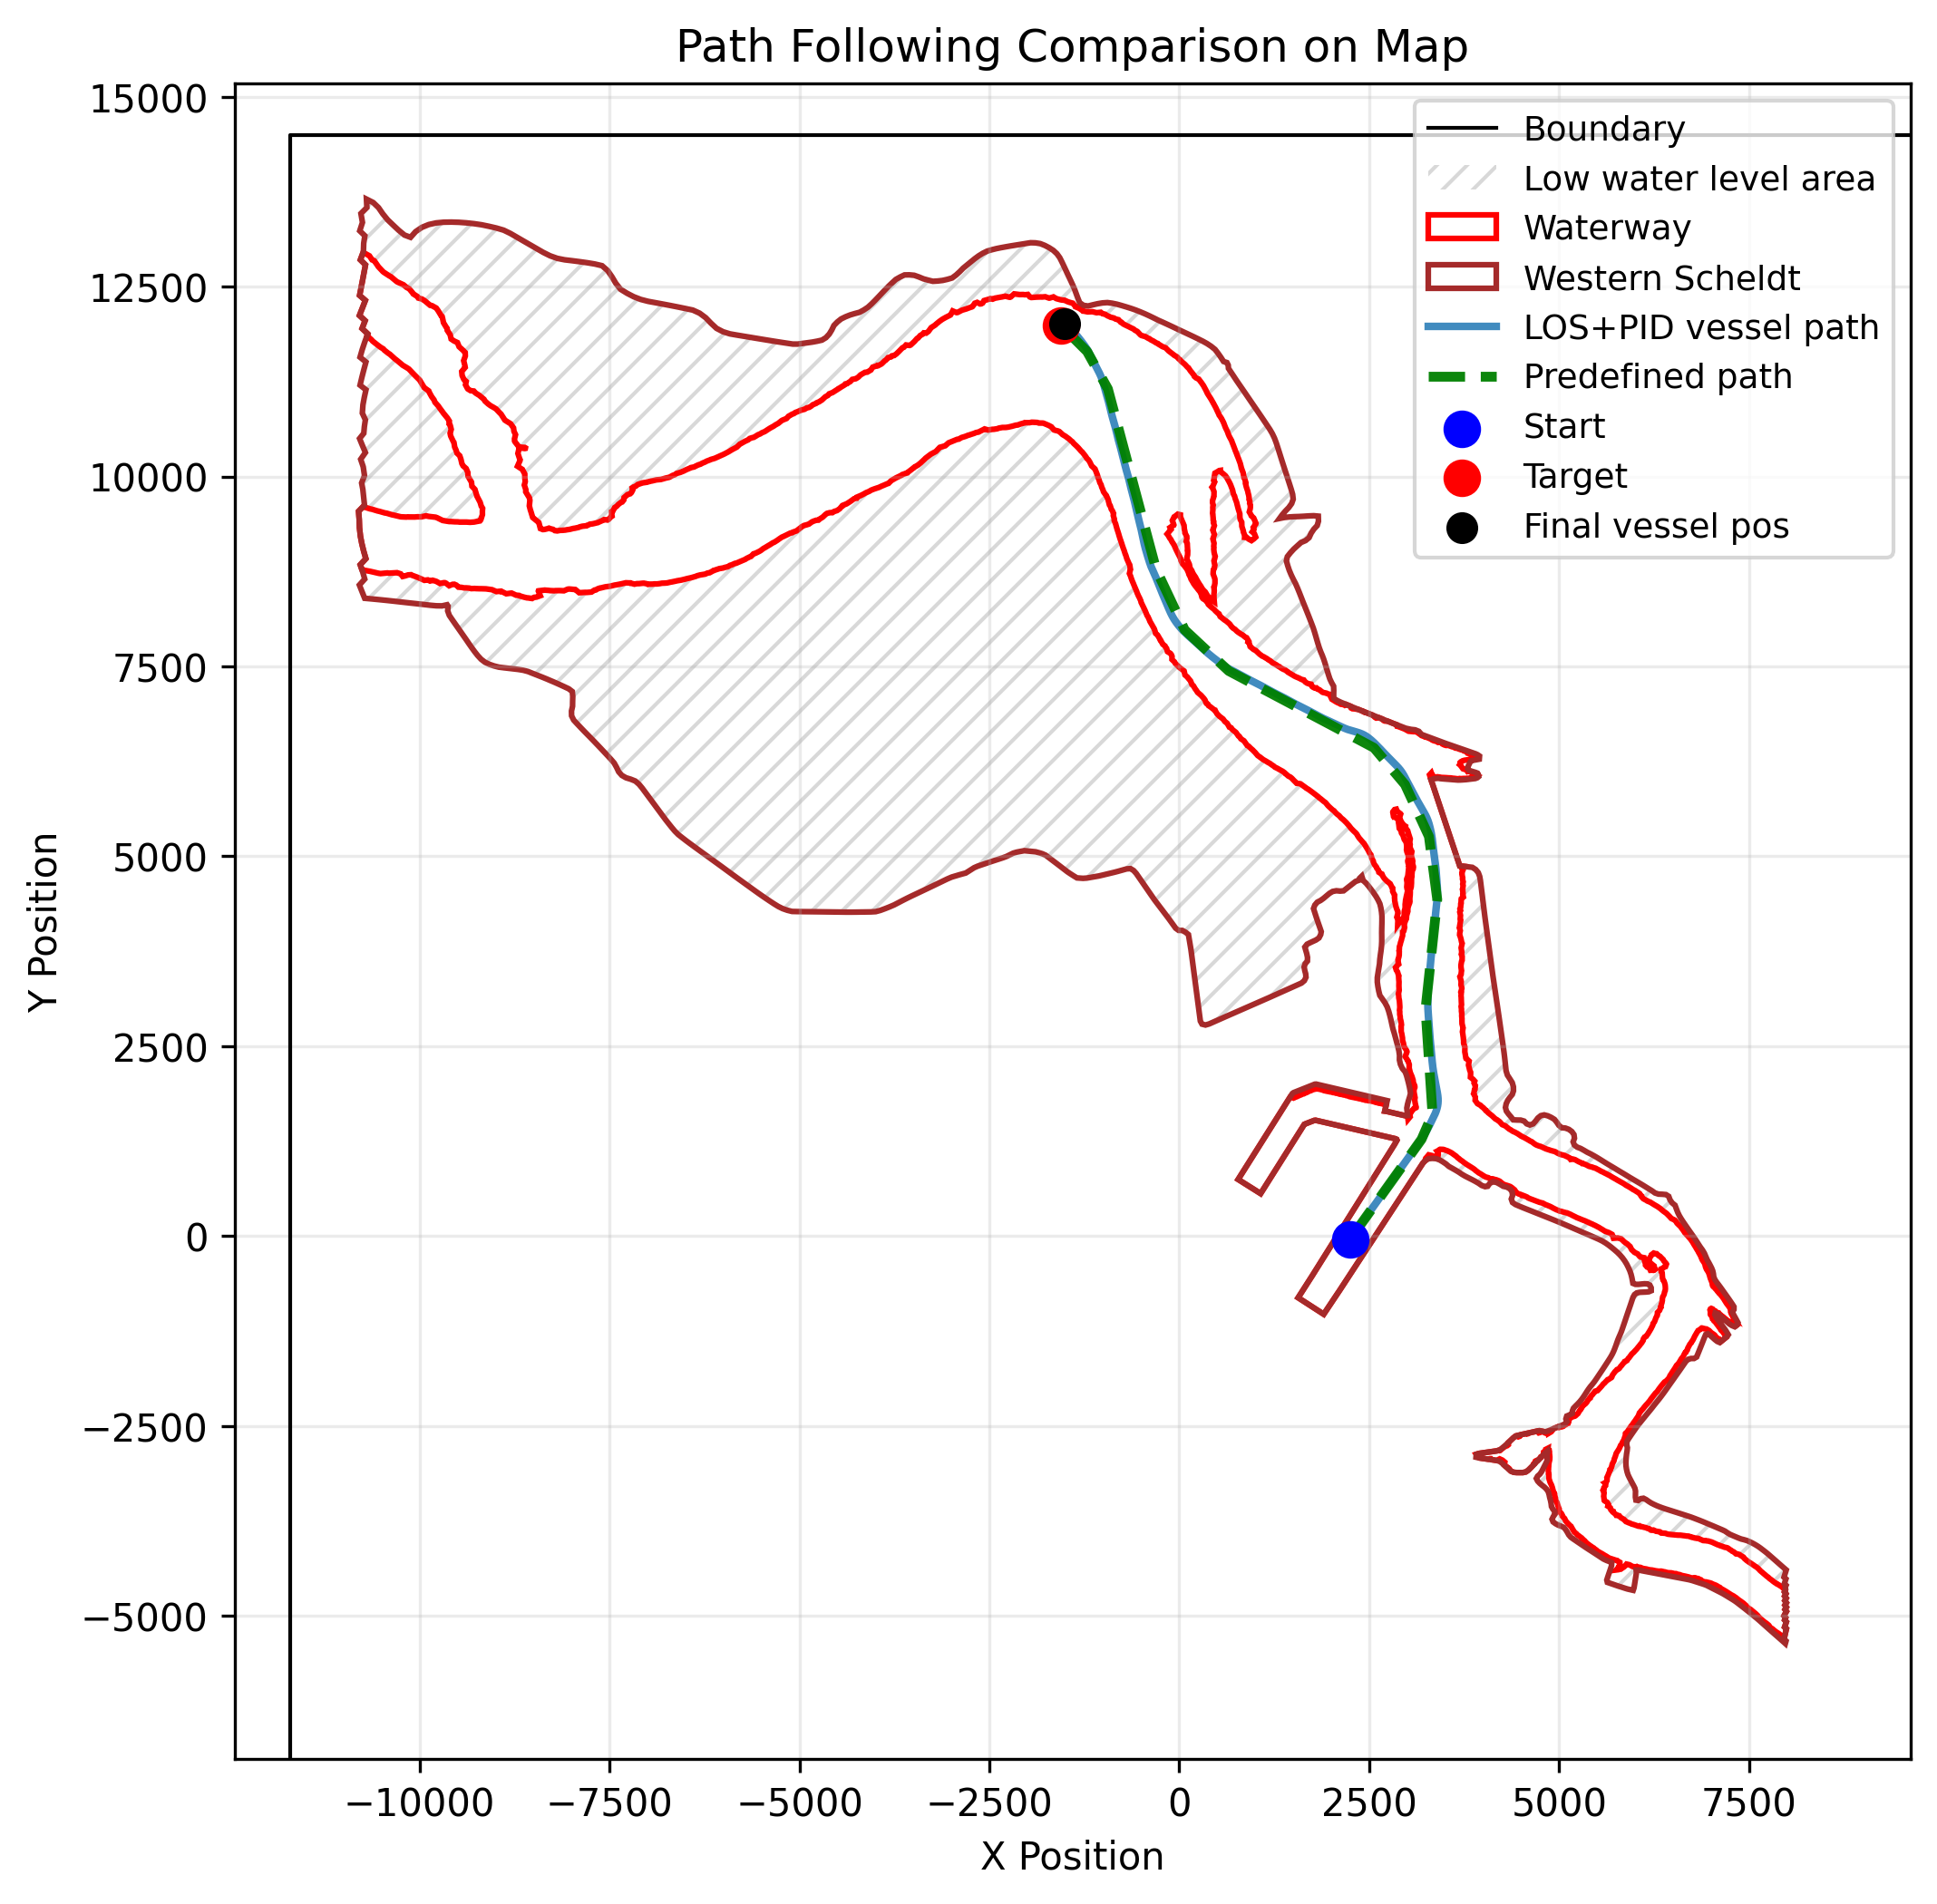 Path Following Comparison on Map
15000
12500
10000
7500
5000
2500
0
−2500
−5000
Y Position
Boundary
Low water level area
Waterway
Western Scheldt
LOS+PID vessel path
Predefined path
Start
Target
Final vessel pos
−10000 −7500 −5000 −2500 0 2500 5000 7500
X Position